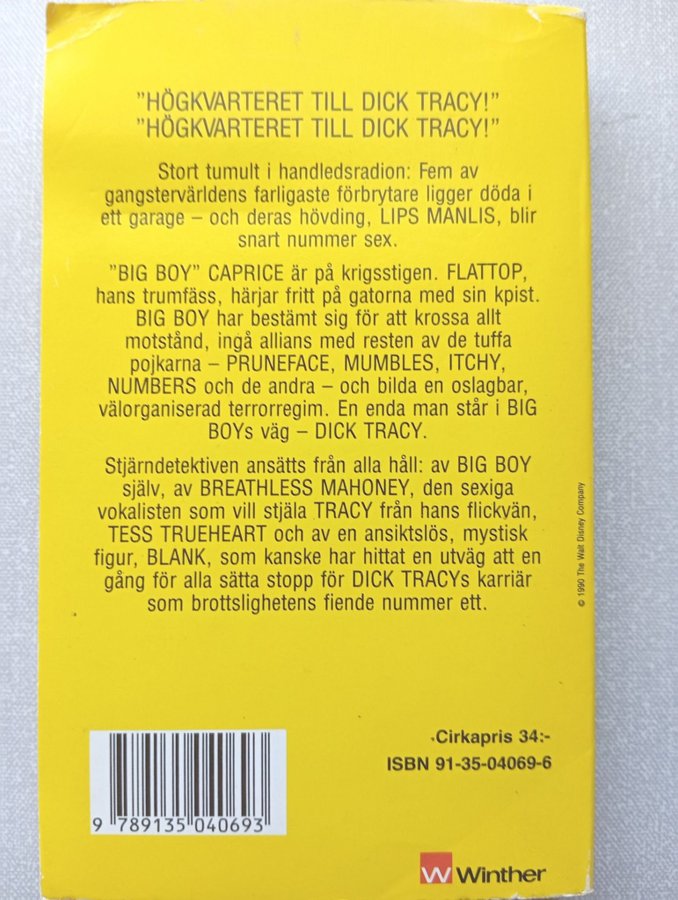 "HÖGKVARTERET TILL DICK TRACY!"
"HÖGKVARTERET TILL DICK TRACY!"
Stort tumult i handledsradion: Fem av
gangstervärldens farligaste förbrytare ligger döda i
ett garage – och deras hövding, LIPS MANLIS, blir
snart nummer sex.
"BIG BOY" CAPRICE är på krigsstigen. FLATTOP,
hans trumfäss, härjar fritt på gatorna med sin kpist.
BIG BOY har bestämt sig för att krossa allt
motstånd, ingå allians med resten av de tuffa
pojkarna – PRUNEFACE, MUMBLES, ITCHY,
NUMBERS och de andra – och bilda en oslagbar,
välorganiserad terrorregim. En enda man står i BIG
BOYs väg – DICK TRACY.
Stjärndetektiven ansätts från alla håll: av BIG BOY
själv, av BREATHLESS MAHONEY, den sexiga
vokalisten som vill stjäla TRACY från hans flickvän,
TESS TRUEHEART och av en ansiktslös, mystisk
figur, BLANK, som kanske har hittat en utväg att en
gång för alla sätta stopp för DICK TRACYs karriär
som brottslighetens fiende nummer ett.
© 1990 The Walt Disney Company
Cirkapris 34:-
ISBN 91-35-04069-6
9 789135 040693
W Winther